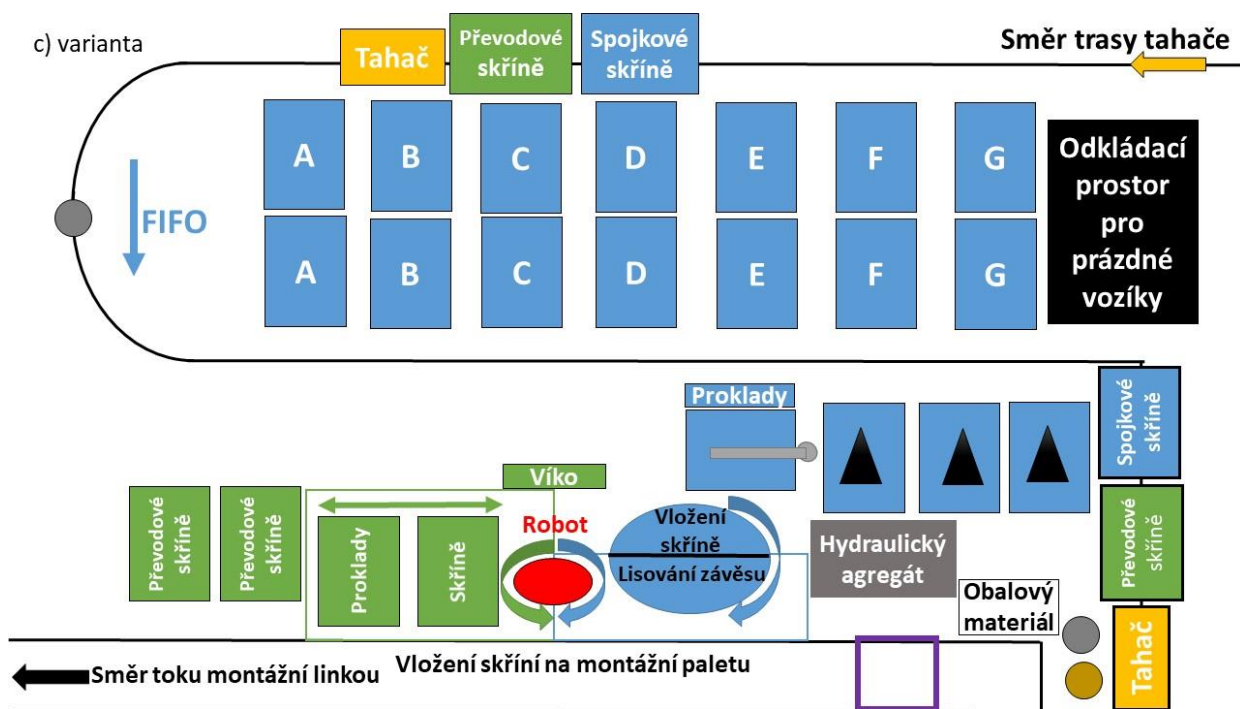 c) varianta
Tahač
Převodové
skříně
Spojkové
skříně
Směr trasy tahače
A
B
C
D
E
F
G
FIFO
A
B
C
D
E
F
G
Odkládací
prostor
pro
prázdné
vozíky
Proklady
Spojkové
skříně
Víko
Převodové
skříně
Převodové
skříně
Proklady
Skříně
Robot
Vložení
skříně
Lisování závěsu
Hydraulický
agregát
Převodové
skříně
Obalový
materiál
Tahač
Směr toku montážní linkou
Vložení skříní na montážní paletu